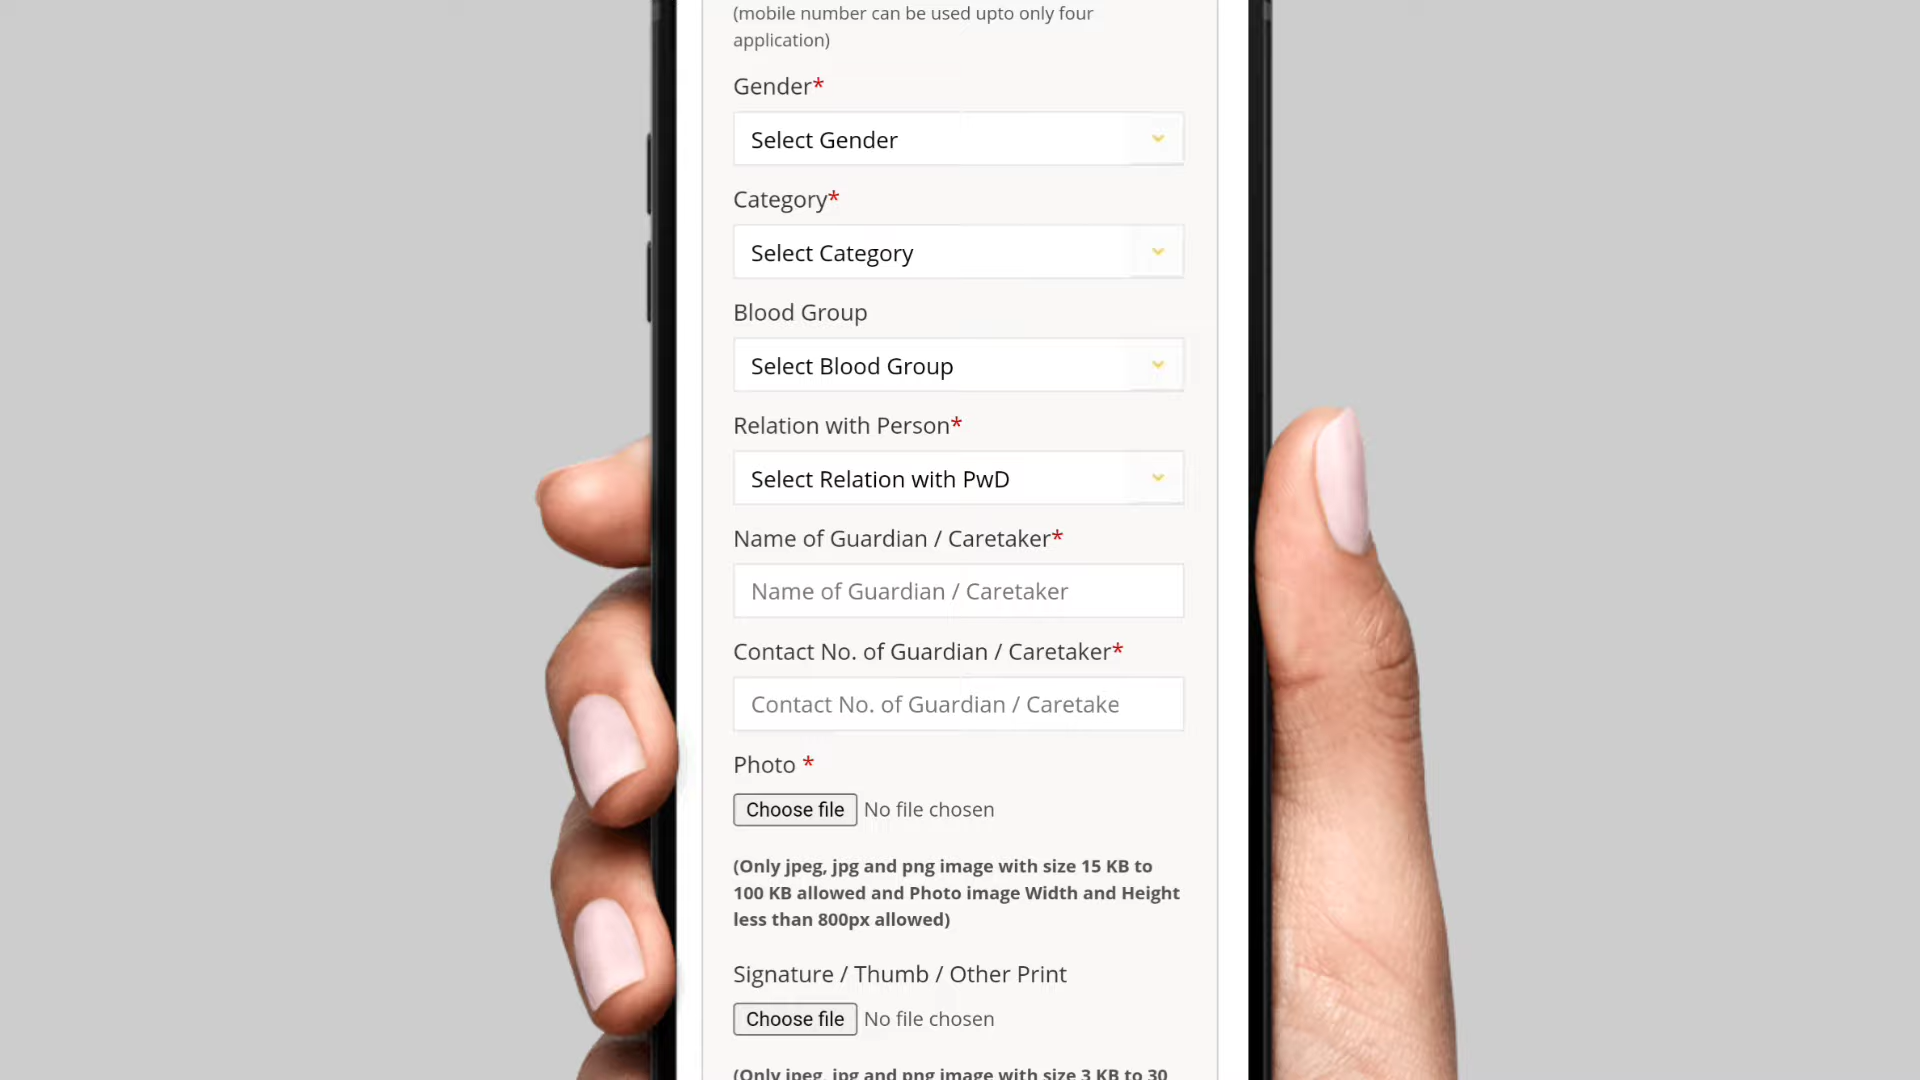 (mobile number can be used upto only four
application)
Gender*
Select Gender
Category*
Select Category
Blood Group
Select Blood Group
Relation with Person*
Select Relation with PwD
Name of Guardian / Caretaker*
Name of Guardian / Caretaker
Contact No. of Guardian / Caretaker*
Contact No. of Guardian / Caretake
Photo *
Choose file No file chosen
(Only jpeg, jpg and png image with size 15 KB to
100 KB allowed and Photo image Width and Height
less than 800px allowed)
Signature / Thumb / Other Print
Choose file No file chosen
(Only jpeg, jpg and png image with size 3 KB to 30